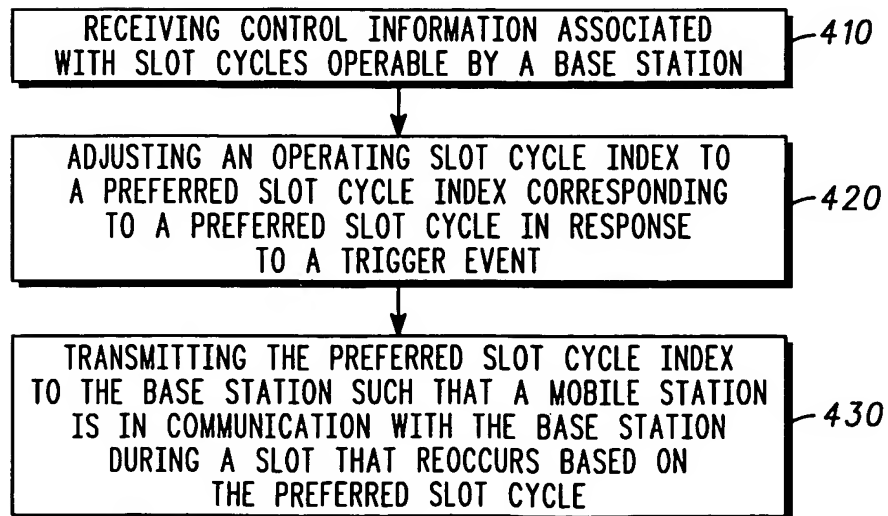 RECEIVING CONTROL INFORMATION ASSOCIATED
WITH SLOT CYCLES OPERABLE BY A BASE STATION
410
ADJUSTING AN OPERATING SLOT CYCLE INDEX TO
A PREFERRED SLOT CYCLE INDEX CORRESPONDING
TO A PREFERRED SLOT CYCLE IN RESPONSE
TO A TRIGGER EVENT
420
TRANSMITTING THE PREFERRED SLOT CYCLE INDEX
TO THE BASE STATION SUCH THAT A MOBILE STATION
IS IN COMMUNICATION WITH THE BASE STATION
DURING A SLOT THAT REOCCURS BASED ON
THE PREFERRED SLOT CYCLE
430